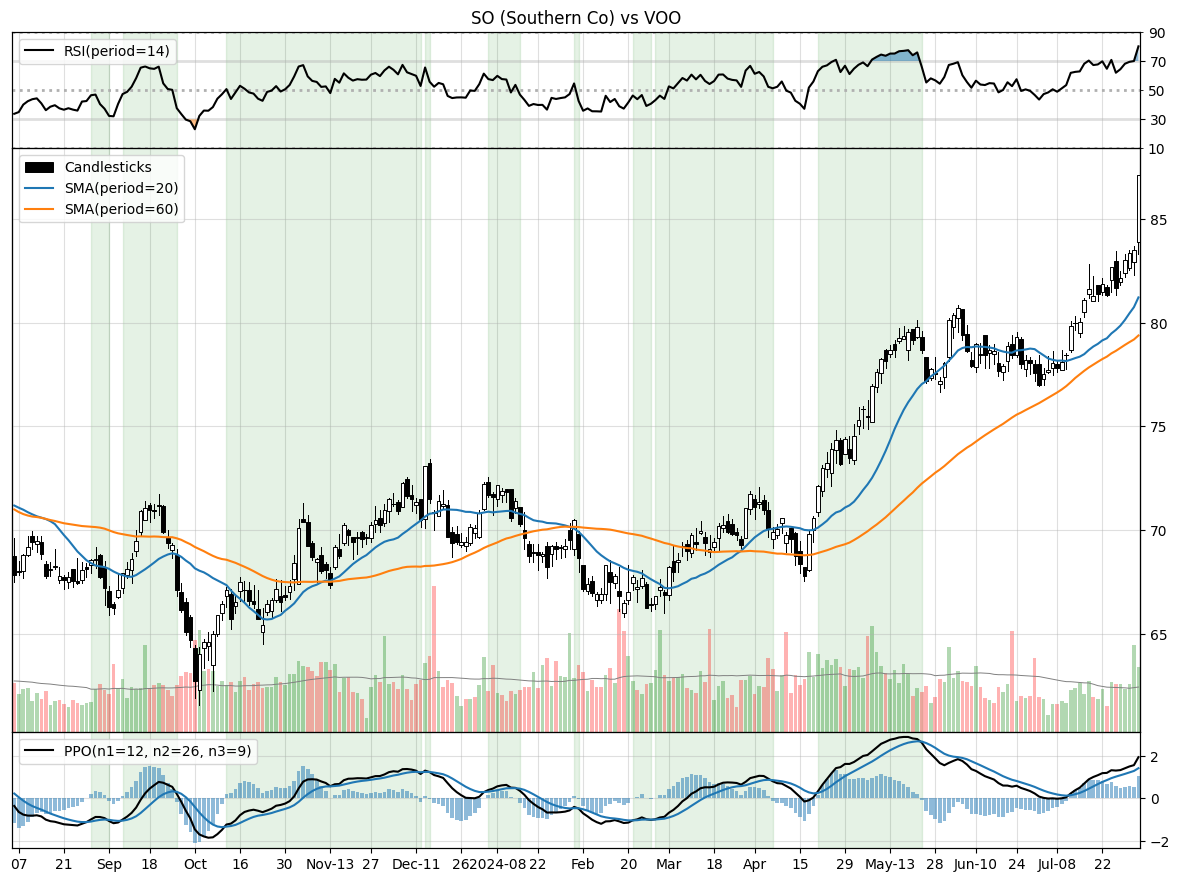 SO (Southern Co) vs VOO
RSI(period=14)
90
70
50
30
10
Candlesticks
SMA(period=20)
SMA(period=60)
85
80
75
70
65
PPO(n1=12, n2=26, n3=9)
2
0
−2
07 21 Sep 18 Oct 16 30 Nov-13 27 Dec-11 26 2024-08 22 Feb 20 Mar 18 Apr 15 29 May-13 28 Jun-10 24 Jul-08 22